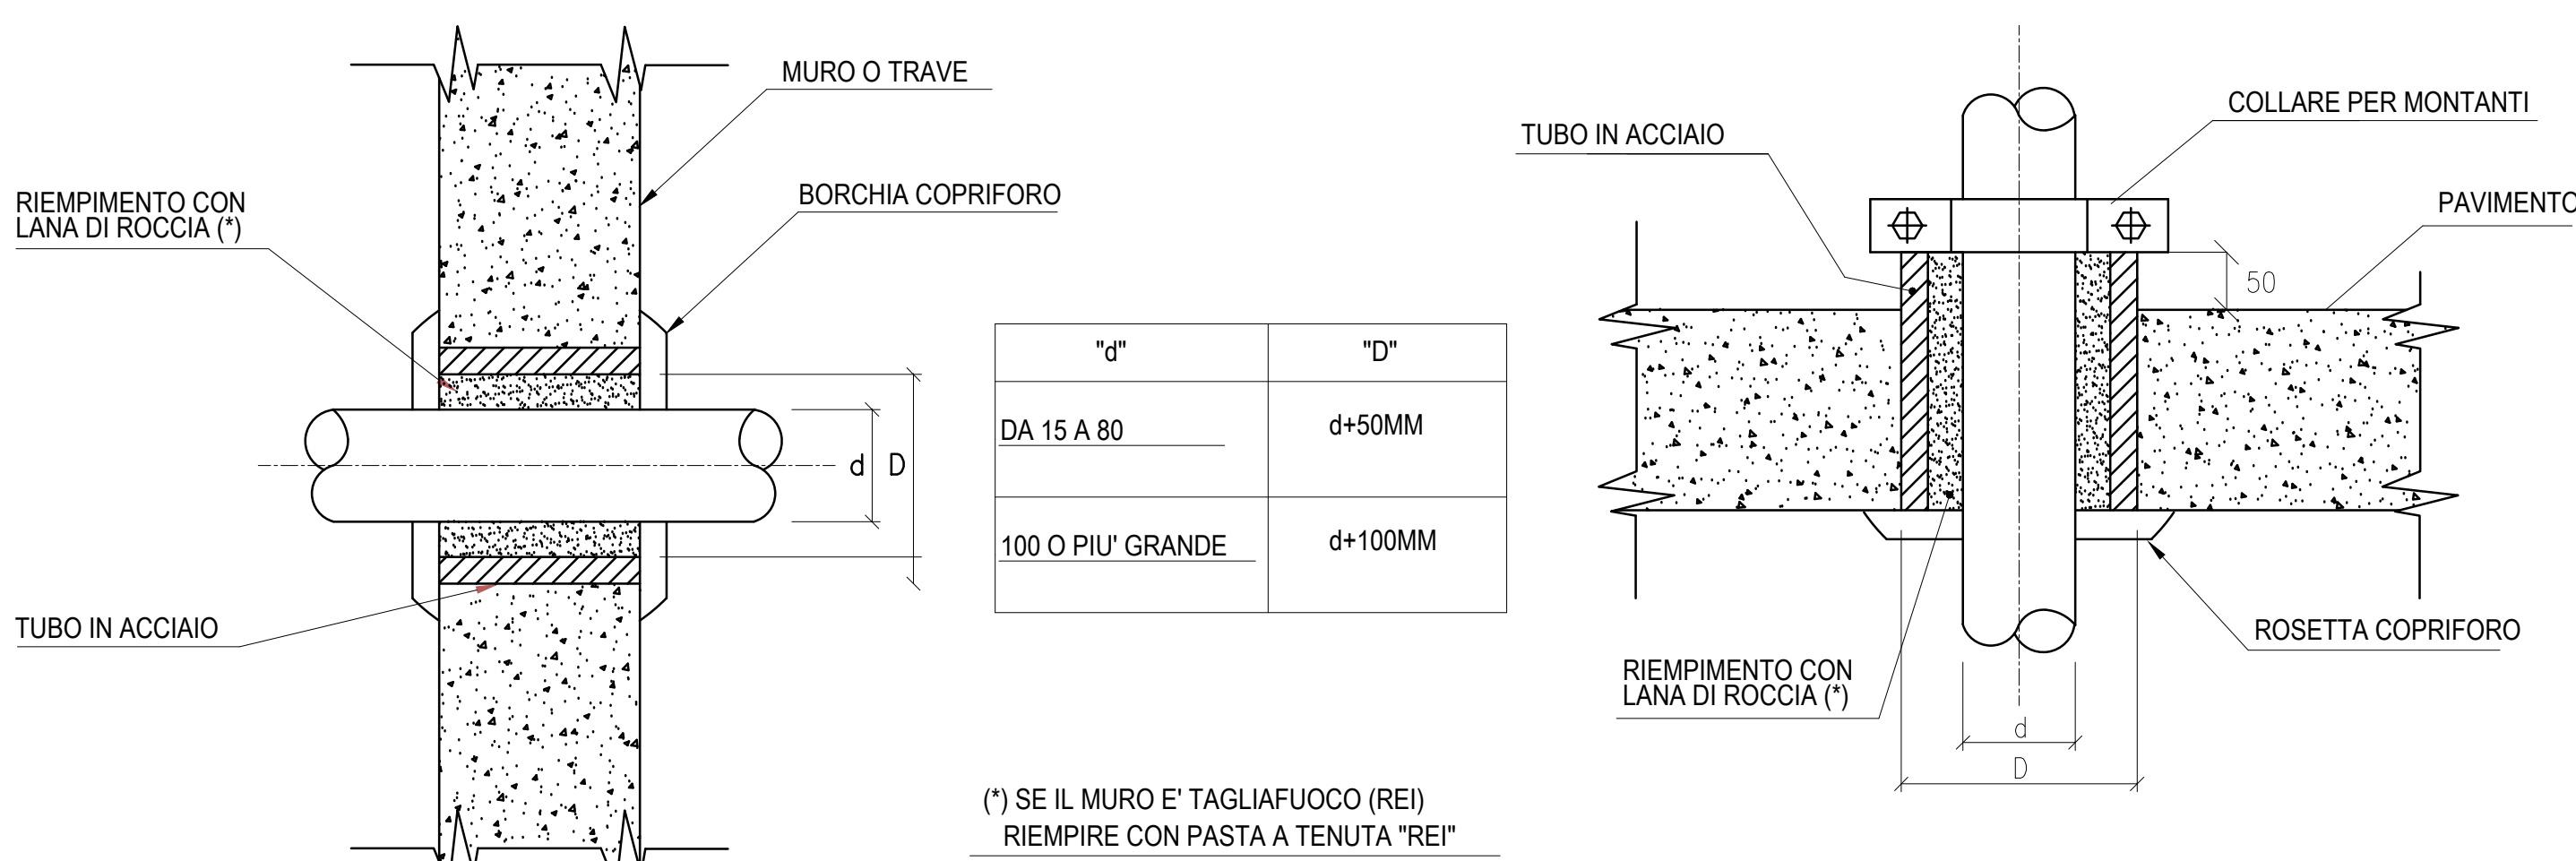 MURO O TRAVE
RIEMPIMENTO CON
LANA DI ROCCIA (*)
BORCHIA COPRIFORO
TUBO IN ACCIAIO
d D
"d" "D"
DA 15 A 80 d+50MM
100 O PIU' GRANDE d+100MM
(*) SE IL MURO E' TAGLIAFUOCO (REI)
RIEMPIRE CON PASTA A TENUTA "REI"
COLLARE PER MONTANTI
TUBO IN ACCIAIO
PAVIMENTO
50
ROSETTA COPRIFORO
RIEMPIMENTO CON
LANA DI ROCCIA (*)
d
D